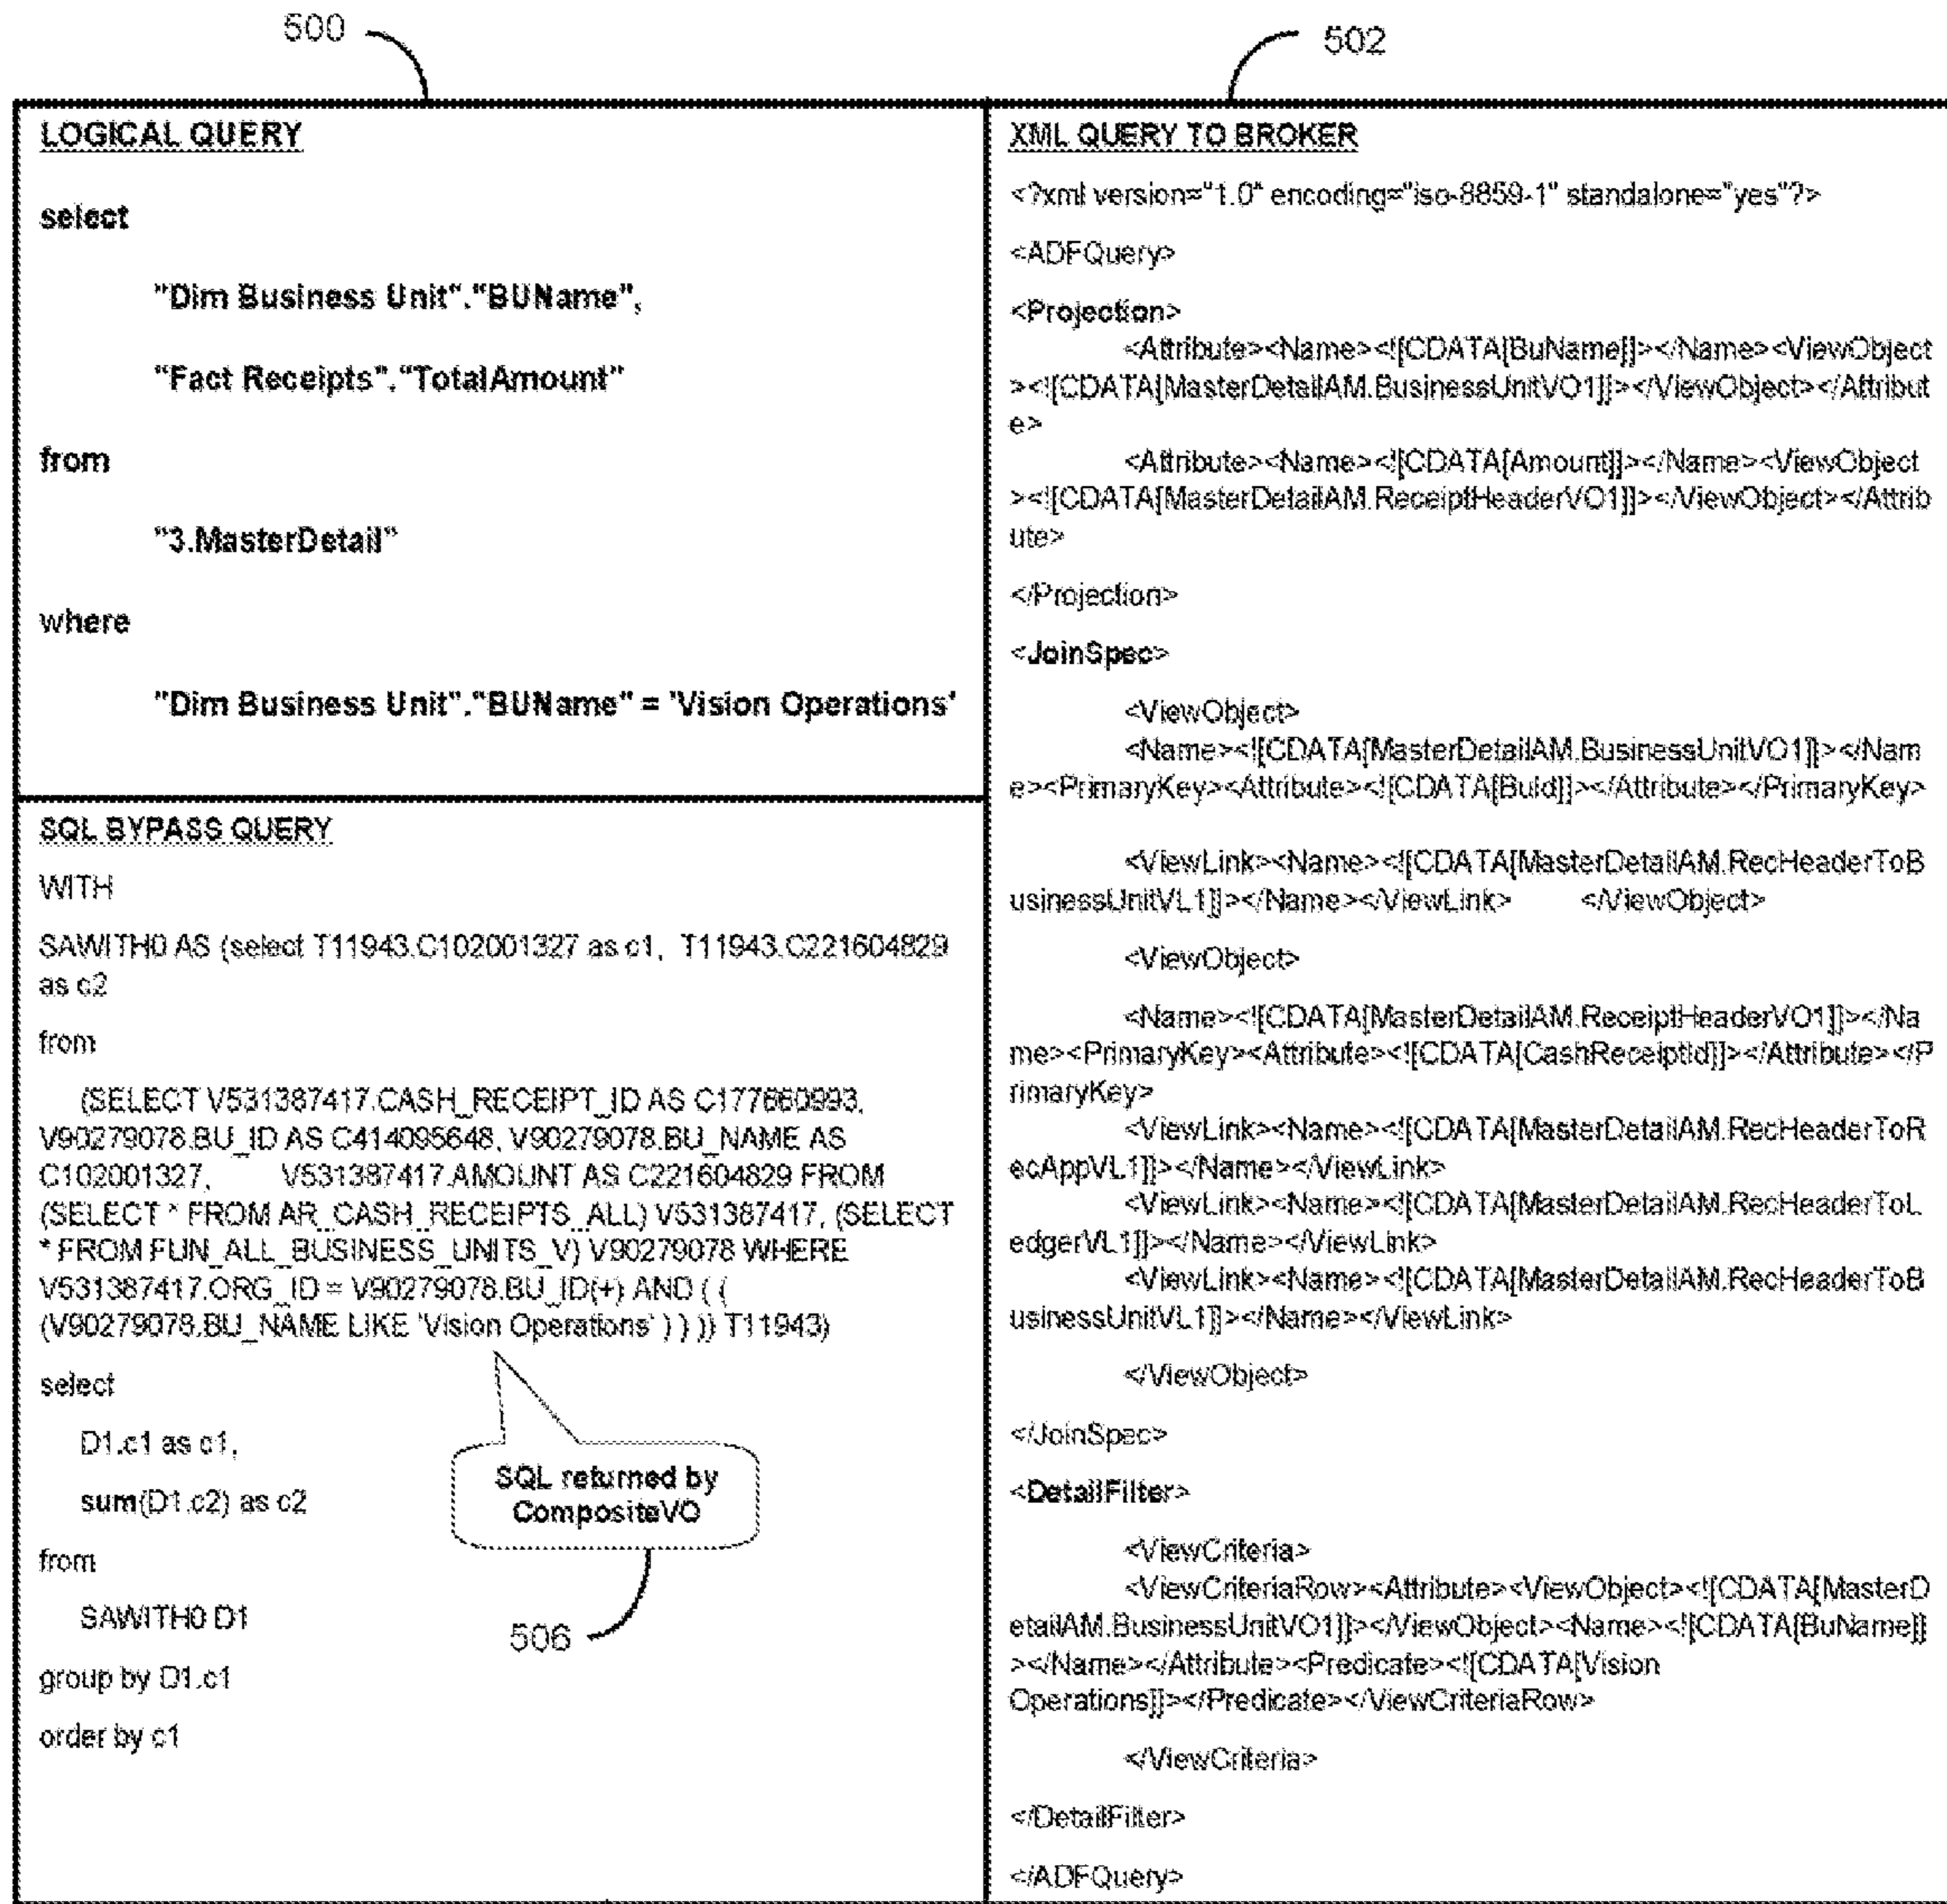 500
502
LOGICAL QUERY
select
"Dim Business Unit"."BUName",
"Fact Receipts"."TotalAmount"
from
"3.MasterDetail"
where
"Dim Business Unit"."BUName" = 'Vision Operations'
SQL BYPASS QUERY
WITH
SAWITH0 AS (select T11943.C102001327 as c1, T11943.C221604829
as c2
from
(SELECT V531387417.CASH_RECEIPT_ID AS C177660993,
V90279078.BU_ID AS C414095648, V90279078.BU_NAME AS
C102001327, V531387417.AMOUNT AS C221604829 FROM
(SELECT * FROM AR_CASH_RECEIPTS_ALL) V531387417, (SELECT
* FROM FUN_ALL_BUSINESS_UNITS_V) V90279078 WHERE
V531387417.ORG_ID = V90279078.BU_ID(+) AND ( (
(V90279078.BU_NAME LIKE 'Vision Operations' ) ) )) T11943)
select
D1.c1 as c1,
sum(D1.c2) as c2
from
SAWITH0 D1
group by D1.c1
order by c1
SQL returned by
CompositeVO
506
XML QUERY TO BROKER
<?xml version="1.0" encoding="iso-8859-1" standalone="yes"?>
<ADFQuery>
<Projection>
<Attribute><Name><![CDATA[BuName]]></Name><ViewObject
><![CDATA[MasterDetailAM.BusinessUnitVO1]]></ViewObject></Attribut
e>
<Attribute><Name><![CDATA[Amount]]></Name><ViewObject
><![CDATA[MasterDetailAM.ReceiptHeaderVO1]]></ViewObject></Attrib
ute>
</Projection>
<JoinSpec>
<ViewObject>
<Name><![CDATA[MasterDetailAM.BusinessUnitVO1]]></Nam
e><PrimaryKey><Attribute><![CDATA[BuId]]></Attribute></PrimaryKey>
<ViewLink><Name><![CDATA[MasterDetailAM.RecHeaderToB
usinessUnitVL1]]></Name></ViewLink> </ViewObject>
<ViewObject>
<Name><![CDATA[MasterDetailAM.ReceiptHeaderVO1]]></Na
me><PrimaryKey><Attribute><![CDATA[CashReceiptId]]></Attribute></P
rimaryKey>
<ViewLink><Name><![CDATA[MasterDetailAM.RecHeaderToR
ecAppVL1]]></Name></ViewLink>
<ViewLink><Name><![CDATA[MasterDetailAM.RecHeaderToL
edgerVL1]]></Name></ViewLink>
<ViewLink><Name><![CDATA[MasterDetailAM.RecHeaderToB
usinessUnitVL1]]></Name></ViewLink>
</ViewObject>
</JoinSpec>
<DetailFilter>
<ViewCriteria>
<ViewCriteriaRow><Attribute><ViewObject><![CDATA[MasterD
etailAM.BusinessUnitVO1]]></ViewObject><Name><![CDATA[BuName]]
></Name></Attribute><Predicate><![CDATA[Vision
Operations]]></Predicate></ViewCriteriaRow>
</ViewCriteria>
</DetailFilter>
</ADFQuery>